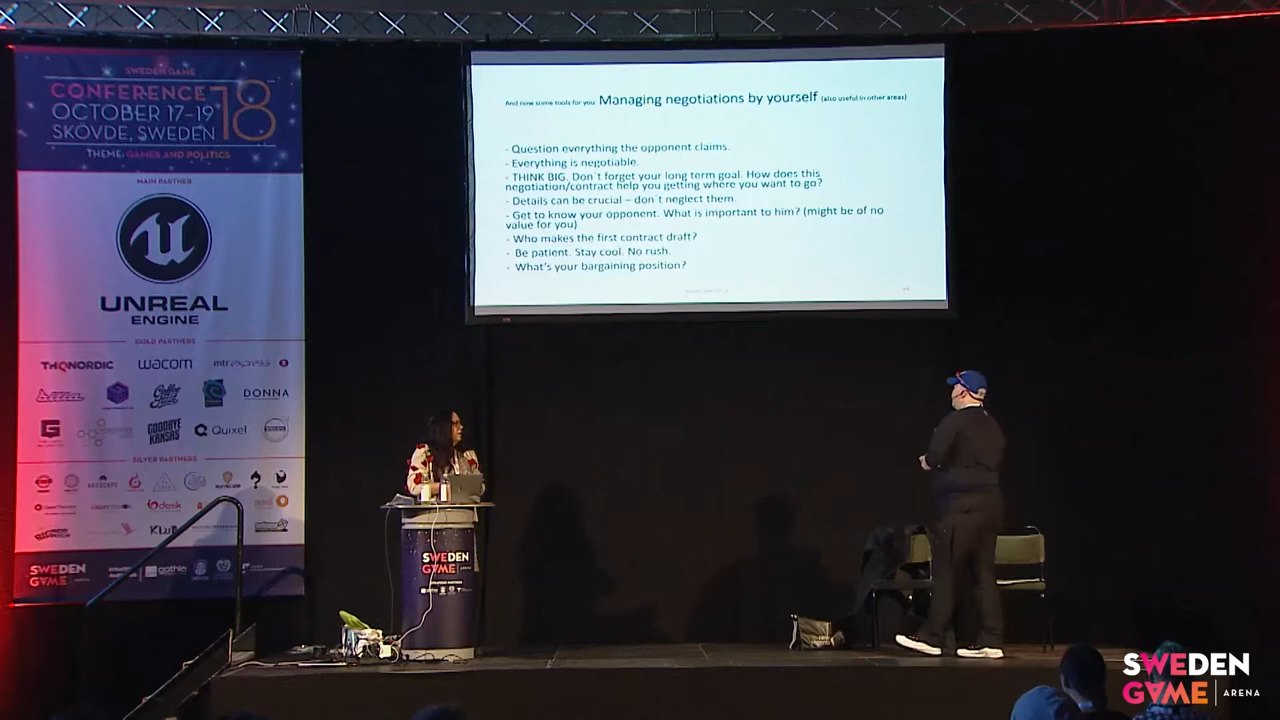 SWEDEN GAME
CONFERENCE
OCTOBER 17–19
18
SKÖVDE, SWEDEN
THEME: GAMES AND POLITICS
MAIN PARTNER
UNREAL
ENGINE
GOLD PARTNERS
THQNORDIC
wacom
mtr express
DONNA
GOODBYE
KANSAS
Quixel
SILVER PARTNERS
SWEDEN
GAME
gothia
And now some tools for you: Managing negotiations by yourself (also useful in other areas)
- Question everything the opponent claims.
- Everything is negotiable.
- THINK BIG. Don´t forget your long term goal. How does this
negotiation/contract help you getting where you want to go?
- Details can be crucial – don´t neglect them.
- Get to know your opponent. What is important to him? (might be of no
value for you)
- Who makes the first contract draft?
- Be patient. Stay cool. No rush.
- What's your bargaining position?
SWEDEN
GAME
SWEDEN
GAME | ARENA